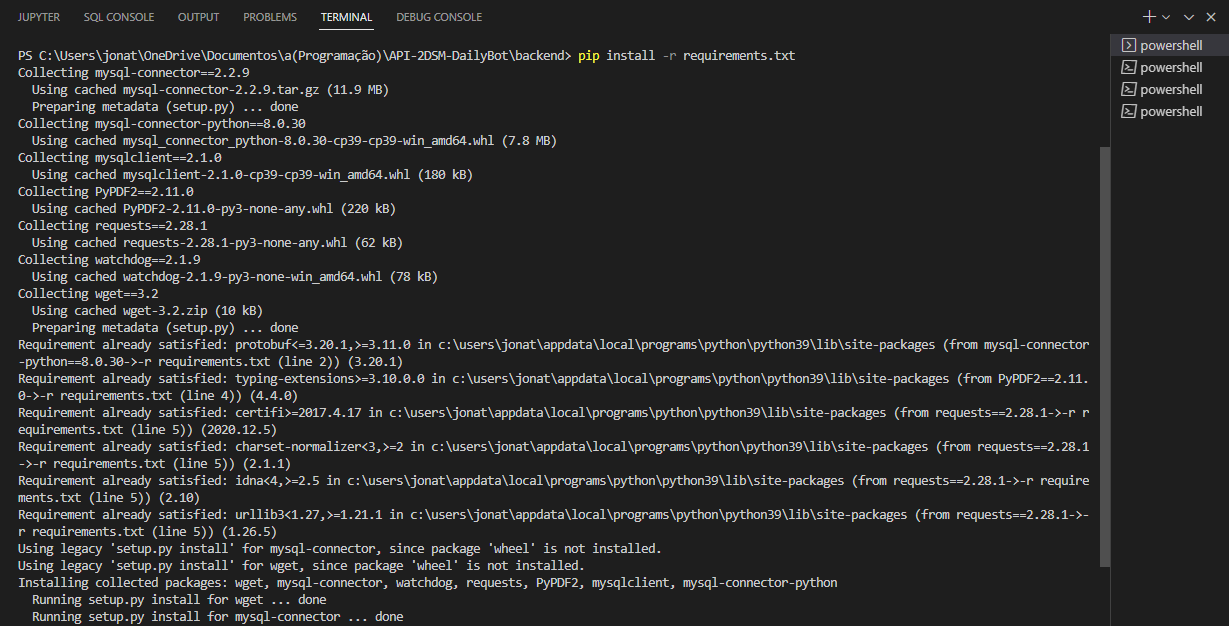 JUPYTER SQL CONSOLE OUTPUT PROBLEMS TERMINAL DEBUG CONSOLE
PS C:\Users\jonat\OneDrive\Documentos\a(Programação)\API-2DSM-DailyBot\backend> pip install -r requirements.txt
Collecting mysql-connector==2.2.9
  Using cached mysql-connector-2.2.9.tar.gz (11.9 MB)
  Preparing metadata (setup.py) ... done
Collecting mysql-connector-python==8.0.30
  Using cached mysql_connector_python-8.0.30-cp39-cp39-win_amd64.whl (7.8 MB)
Collecting mysqlclient==2.1.0
  Using cached mysqlclient-2.1.0-cp39-cp39-win_amd64.whl (180 kB)
Collecting PyPDF2==2.11.0
  Using cached PyPDF2-2.11.0-py3-none-any.whl (220 kB)
Collecting requests==2.28.1
  Using cached requests-2.28.1-py3-none-any.whl (62 kB)
Collecting watchdog==2.1.9
  Using cached watchdog-2.1.9-py3-none-win_amd64.whl (78 kB)
Collecting wget==3.2
  Using cached wget-3.2.zip (10 kB)
  Preparing metadata (setup.py) ... done
Requirement already satisfied: protobuf<=3.20.1,>=3.11.0 in c:\users\jonat\appdata\local\programs\python\python39\lib\site-packages (from mysql-connector
-python==8.0.30->-r requirements.txt (line 2)) (3.20.1)
Requirement already satisfied: typing-extensions>=3.10.0.0 in c:\users\jonat\appdata\local\programs\python\python39\lib\site-packages (from PyPDF2==2.11.
0->-r requirements.txt (line 4)) (4.4.0)
Requirement already satisfied: certifi>=2017.4.17 in c:\users\jonat\appdata\local\programs\python\python39\lib\site-packages (from requests==2.28.1->-r r
equirements.txt (line 5)) (2020.12.5)
Requirement already satisfied: charset-normalizer<3,>=2 in c:\users\jonat\appdata\local\programs\python\python39\lib\site-packages (from requests==2.28.1
->-r requirements.txt (line 5)) (2.1.1)
Requirement already satisfied: idna<4,>=2.5 in c:\users\jonat\appdata\local\programs\python\python39\lib\site-packages (from requests==2.28.1->-r require
ments.txt (line 5)) (2.10)
Requirement already satisfied: urllib3<1.27,>=1.21.1 in c:\users\jonat\appdata\local\programs\python\python39\lib\site-packages (from requests==2.28.1->-
r requirements.txt (line 5)) (1.26.5)
Using legacy 'setup.py install' for mysql-connector, since package 'wheel' is not installed.
Using legacy 'setup.py install' for wget, since package 'wheel' is not installed.
Installing collected packages: wget, mysql-connector, watchdog, requests, PyPDF2, mysqlclient, mysql-connector-python
  Running setup.py install for wget ... done
  Running setup.py install for mysql-connector ... done
powershell
powershell
powershell
powershell